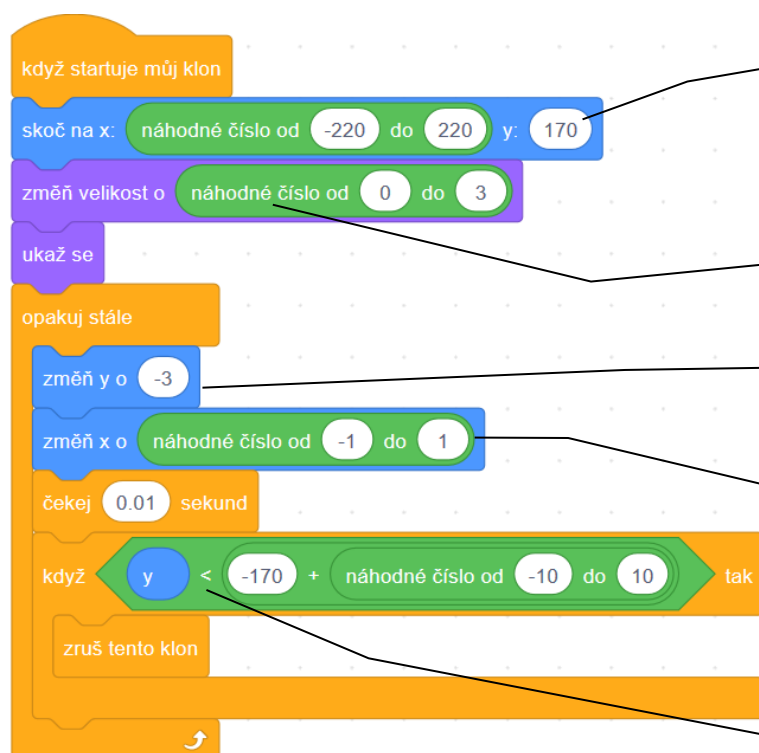 když startuje můj klon
skoč na x: náhodné číslo od -220 do 220 y: 170
změň velikost o náhodné číslo od 0 do 3
ukaž se
opakuj stále
změň y o -3
změň x o náhodné číslo od -1 do 1
čekej 0.01 sekund
když y < -170 + náhodné číslo od -10 do 10 tak
zruš tento klon